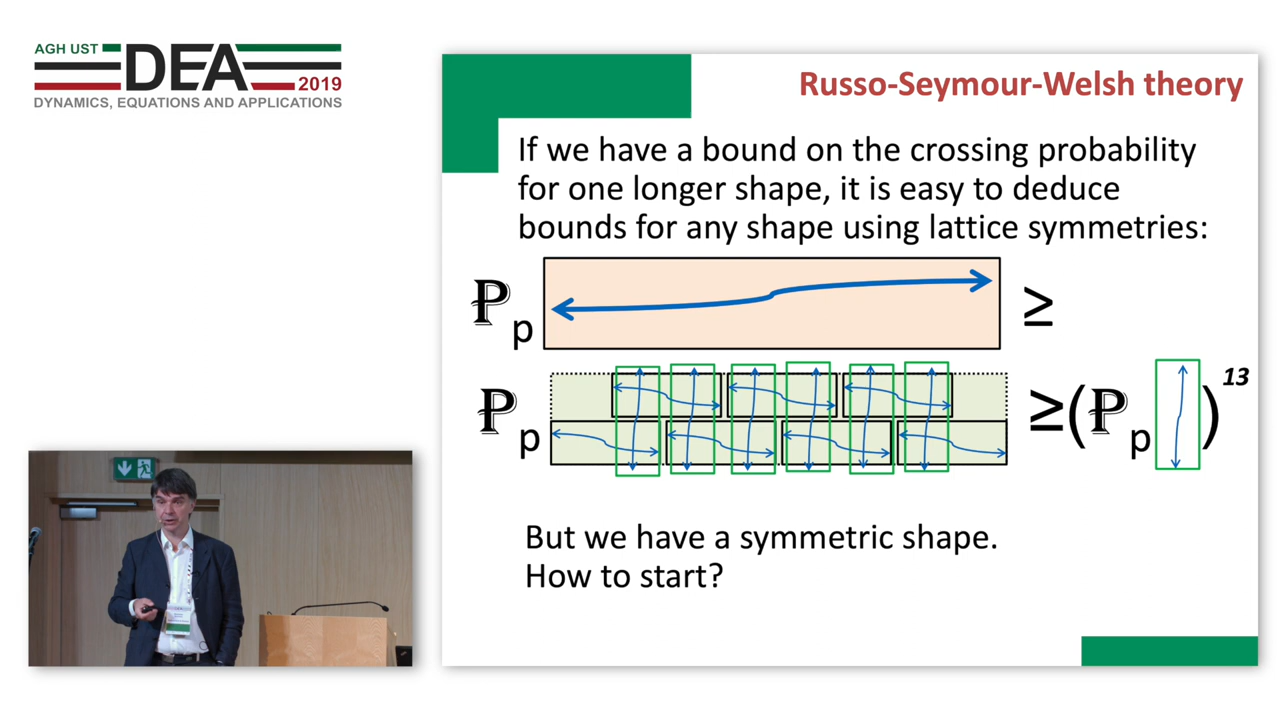 AGH UST
DEA
2019
DYNAMICS, EQUATIONS AND APPLICATIONS
Russo-Seymour-Welsh theory
If we have a bound on the crossing probability
for one longer shape, it is easy to deduce
bounds for any shape using lattice symmetries:
ℙp ≥
ℙp ≥(ℙp )13
But we have a symmetric shape.
How to start?